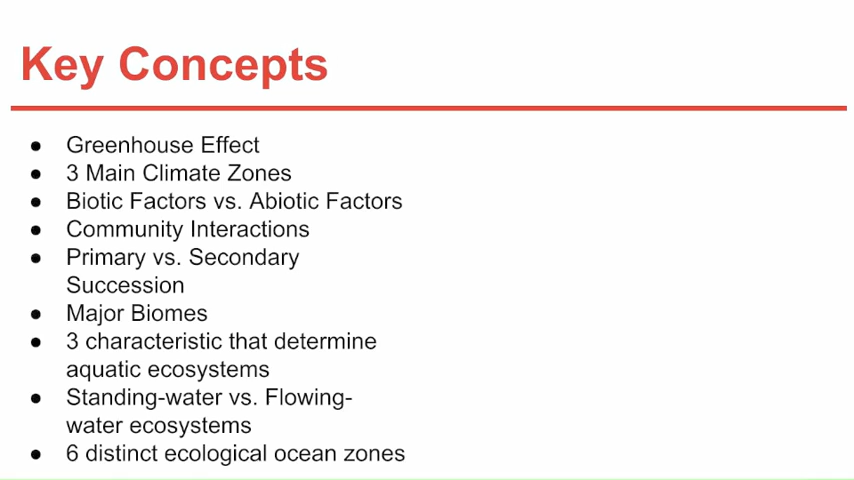 Key Concepts
● Greenhouse Effect
● 3 Main Climate Zones
● Biotic Factors vs. Abiotic Factors
● Community Interactions
● Primary vs. Secondary
Succession
● Major Biomes
● 3 characteristic that determine
aquatic ecosystems
● Standing-water vs. Flowing-
water ecosystems
● 6 distinct ecological ocean zones